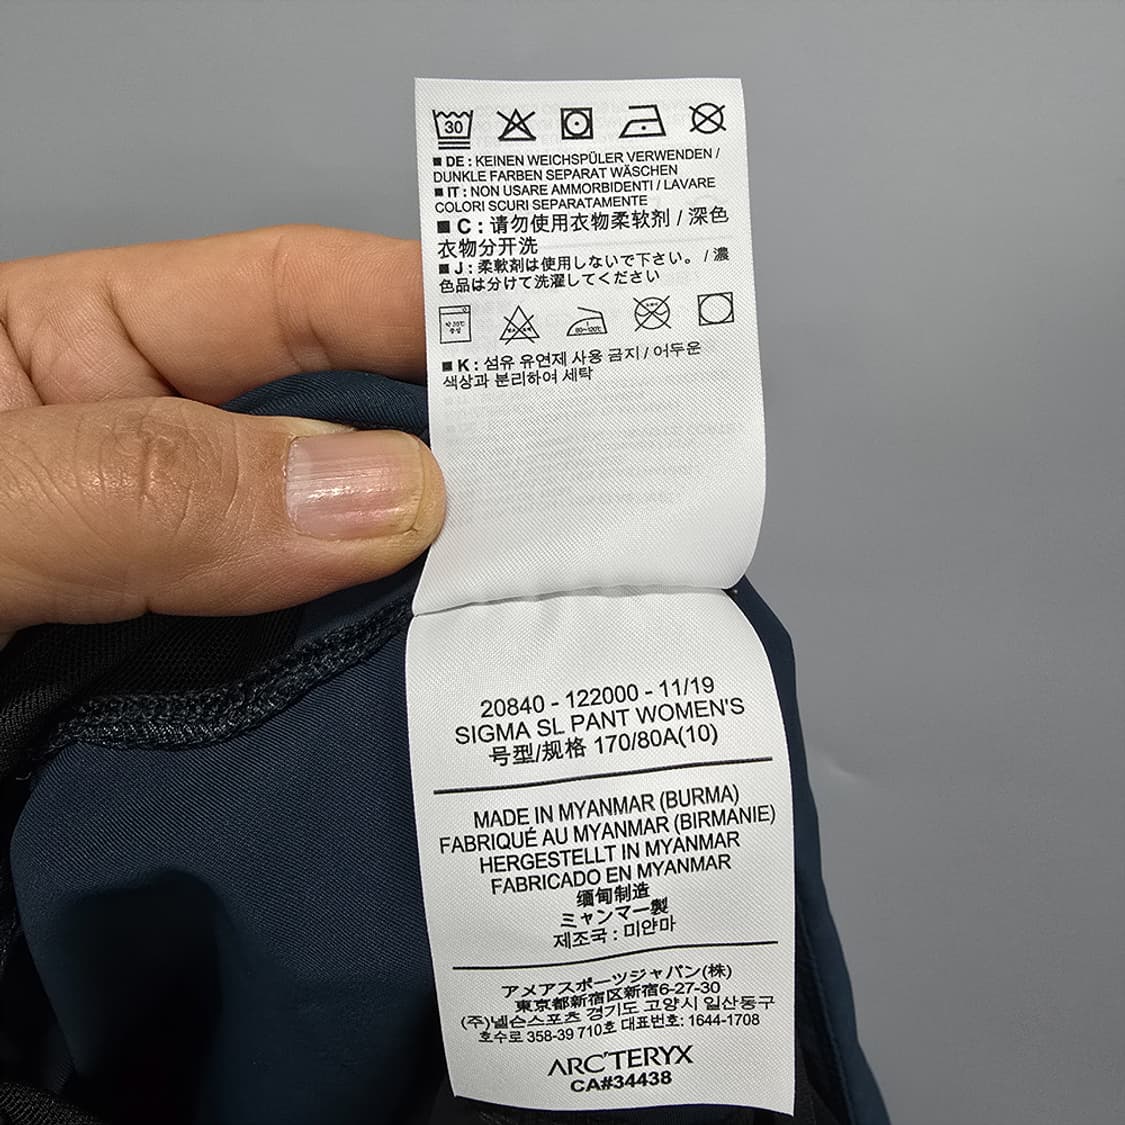 30
■ DE : KEINEN WEICHSPÜLER VERWENDEN /
DUNKLE FARBEN SEPARAT WÄSCHEN
■ IT : NON USARE AMMORBIDENTI / LAVARE
COLORI SCURI SEPARATAMENTE
■ C : 请勿使用衣物柔软剂 / 深色
衣物分开洗
■ J : 柔軟剤は使用しないで下さい。 / 濃
色品は分けて洗濯してください
약 30℃
중성
80~120℃
■ K : 섬유 유연제 사용 금지 / 어두운
색상과 분리하여 세탁
20840 - 122000 - 11/19
SIGMA SL PANT WOMEN'S
号型/规格 170/80A(10)
MADE IN MYANMAR (BURMA)
FABRIQUÉ AU MYANMAR (BIRMANIE)
HERGESTELLT IN MYANMAR
FABRICADO EN MYANMAR
缅甸制造
ミャンマー製
제조국 : 미얀마
アメアスポーツジャパン(株)
東京都新宿区新宿6-27-30
(주)넬슨스포츠 경기도 고양시 일산동구
호수로 358-39 710호 대표번호: 1644-1708
ARC'TERYX
CA#34438